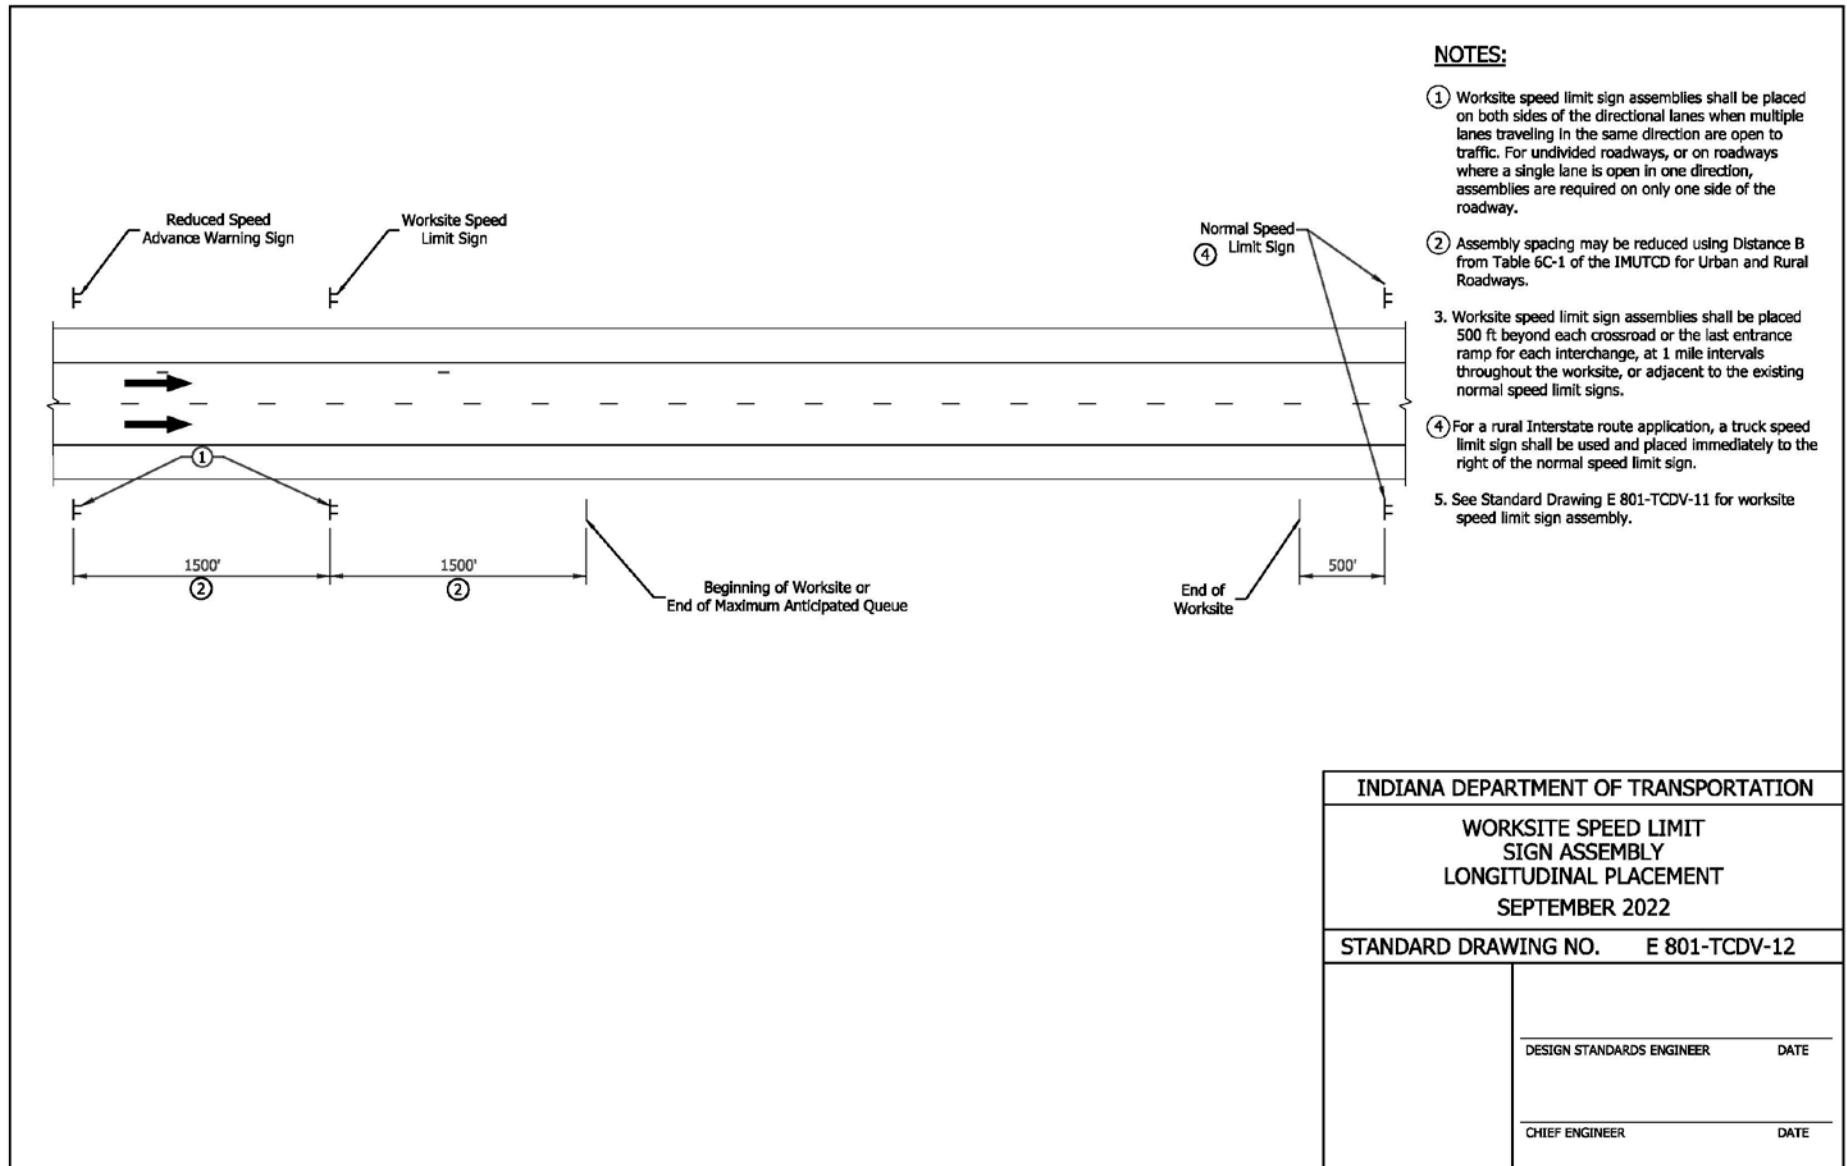 NOTES:
1 Worksite speed limit sign assemblies shall be placed
on both sides of the directional lanes when multiple
lanes traveling in the same direction are open to
traffic. For undivided roadways, or on roadways
where a single lane is open in one direction,
assemblies are required on only one side of the
roadway.
2 Assembly spacing may be reduced using Distance B
from Table 6C-1 of the IMUTCD for Urban and Rural
Roadways.
3. Worksite speed limit sign assemblies shall be placed
500 ft beyond each crossroad or the last entrance
ramp for each interchange, at 1 mile intervals
throughout the worksite, or adjacent to the existing
normal speed limit signs.
4 For a rural Interstate route application, a truck speed
limit sign shall be used and placed immediately to the
right of the normal speed limit sign.
5. See Standard Drawing E 801-TCDV-11 for worksite
speed limit sign assembly.
Reduced Speed
Advance Warning Sign
Worksite Speed
Limit Sign
Normal Speed
4 Limit Sign
1
1500'
2
1500'
2
500'
Beginning of Worksite or
End of Maximum Anticipated Queue
End of
Worksite
INDIANA DEPARTMENT OF TRANSPORTATION
WORKSITE SPEED LIMIT
SIGN ASSEMBLY
LONGITUDINAL PLACEMENT
SEPTEMBER 2022
STANDARD DRAWING NO. E 801-TCDV-12
DESIGN STANDARDS ENGINEER DATE
CHIEF ENGINEER DATE